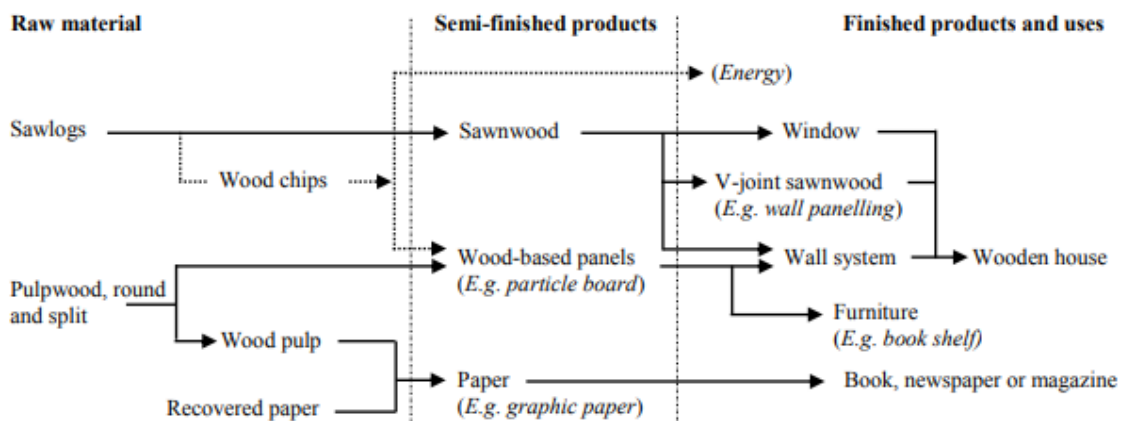 Raw material
Semi-finished products
Finished products and uses
(Energy)
Sawlogs
Sawnwood
Window
Wood chips
V-joint sawnwood
(E.g. wall panelling)
Wood-based panels
(E.g. particle board)
Wall system
Wooden house
Pulpwood, round
and split
Furniture
(E.g. book shelf)
Wood pulp
Paper
(E.g. graphic paper)
Book, newspaper or magazine
Recovered paper